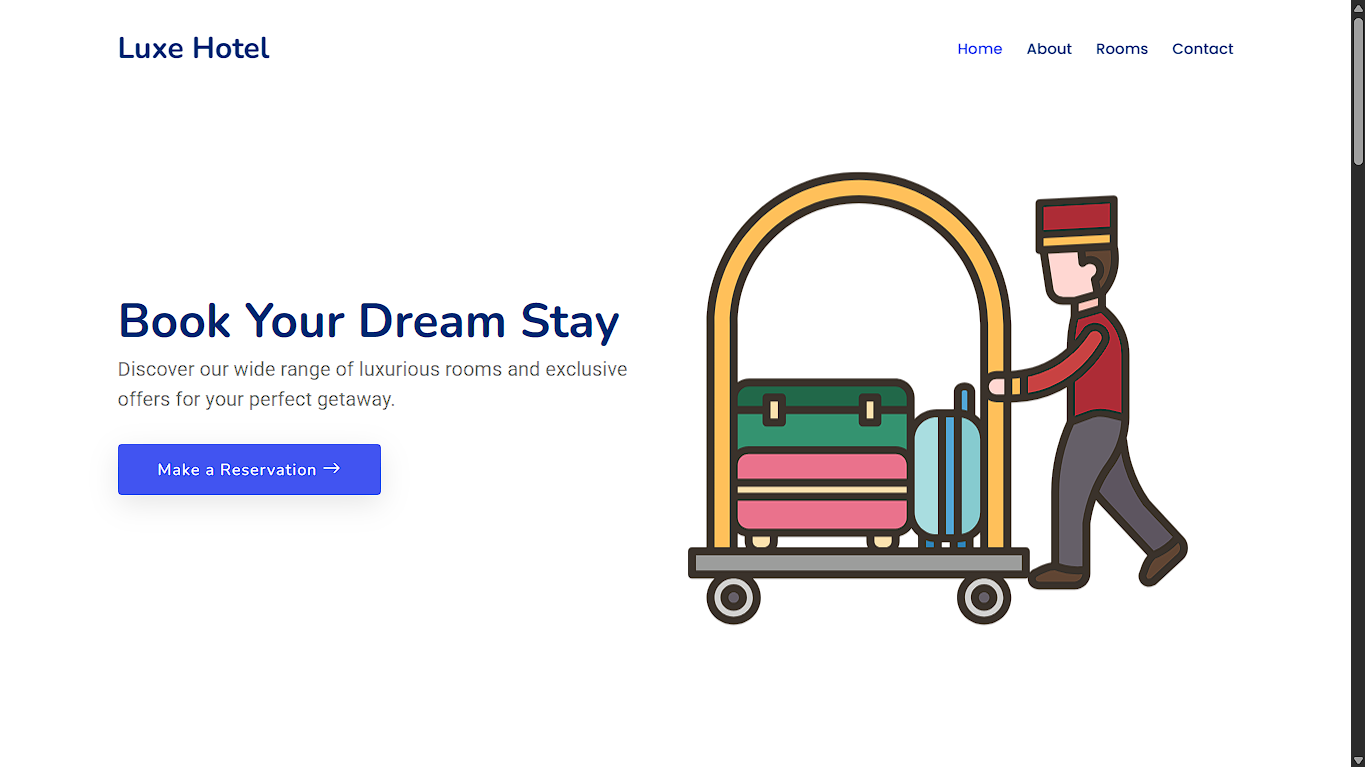 Luxe Hotel
Home About Rooms Contact
Book Your Dream Stay
Discover our wide range of luxurious rooms and exclusive
offers for your perfect getaway.
Make a Reservation →